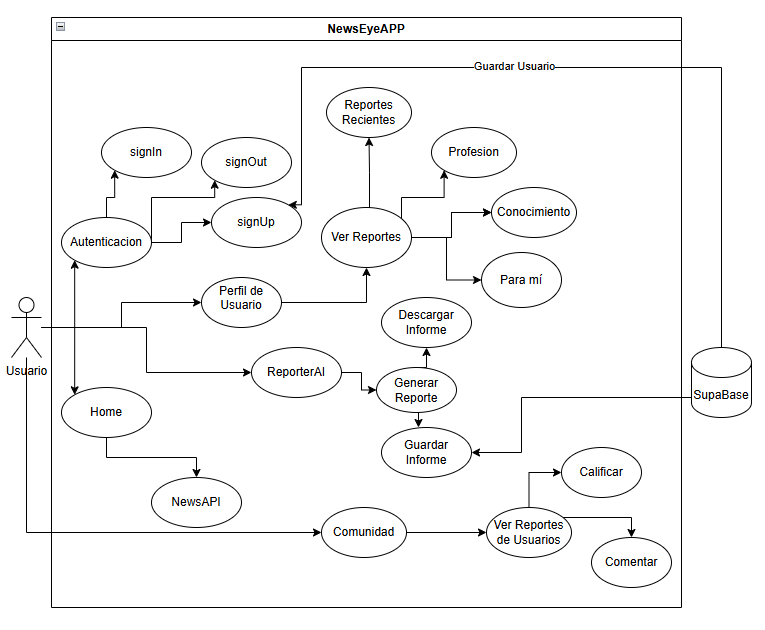 NewsEyeAPP
Guardar Usuario
Reportes
Recientes
signIn
signOut
Profesion
signUp
Conocimiento
Autenticacion
Ver Reportes
Para mí
Perfil de
Usuario
Descargar
Informe
Usuario
ReporterAI
Generar
Reporte
SupaBase
Home
Guardar
Informe
Calificar
NewsAPI
Comunidad
Ver Reportes
de Usuarios
Comentar